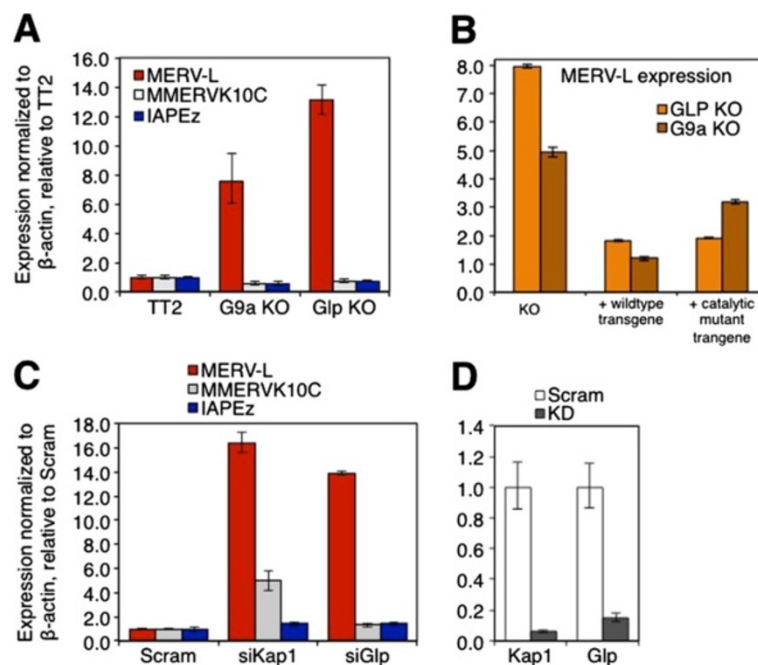 A
Expression normalized to
β-actin, relative to TT2
16.0
14.0
12.0
10.0
8.0
6.0
4.0
2.0
0.0
MERV-L
MMERVK10C
IAPEz
TT2 G9a KO Glp KO
B
8.0
7.0
6.0
5.0
4.0
3.0
2.0
1.0
0.0
MERV-L expression
GLP KO
G9a KO
KO
+ wildtype
transgene
+ catalytic
mutant
trangene
C
MERV-L
MMERVK10C
IAPEz
Expression normalized to
β-actin, relative to Scram
18.0
16.0
14.0
12.0
10.0
8.0
6.0
4.0
2.0
0.0
Scram siKap1 siGlp
D
Scram
KD
1.4
1.2
1.0
0.8
0.6
0.4
0.2
0
Kap1 Glp